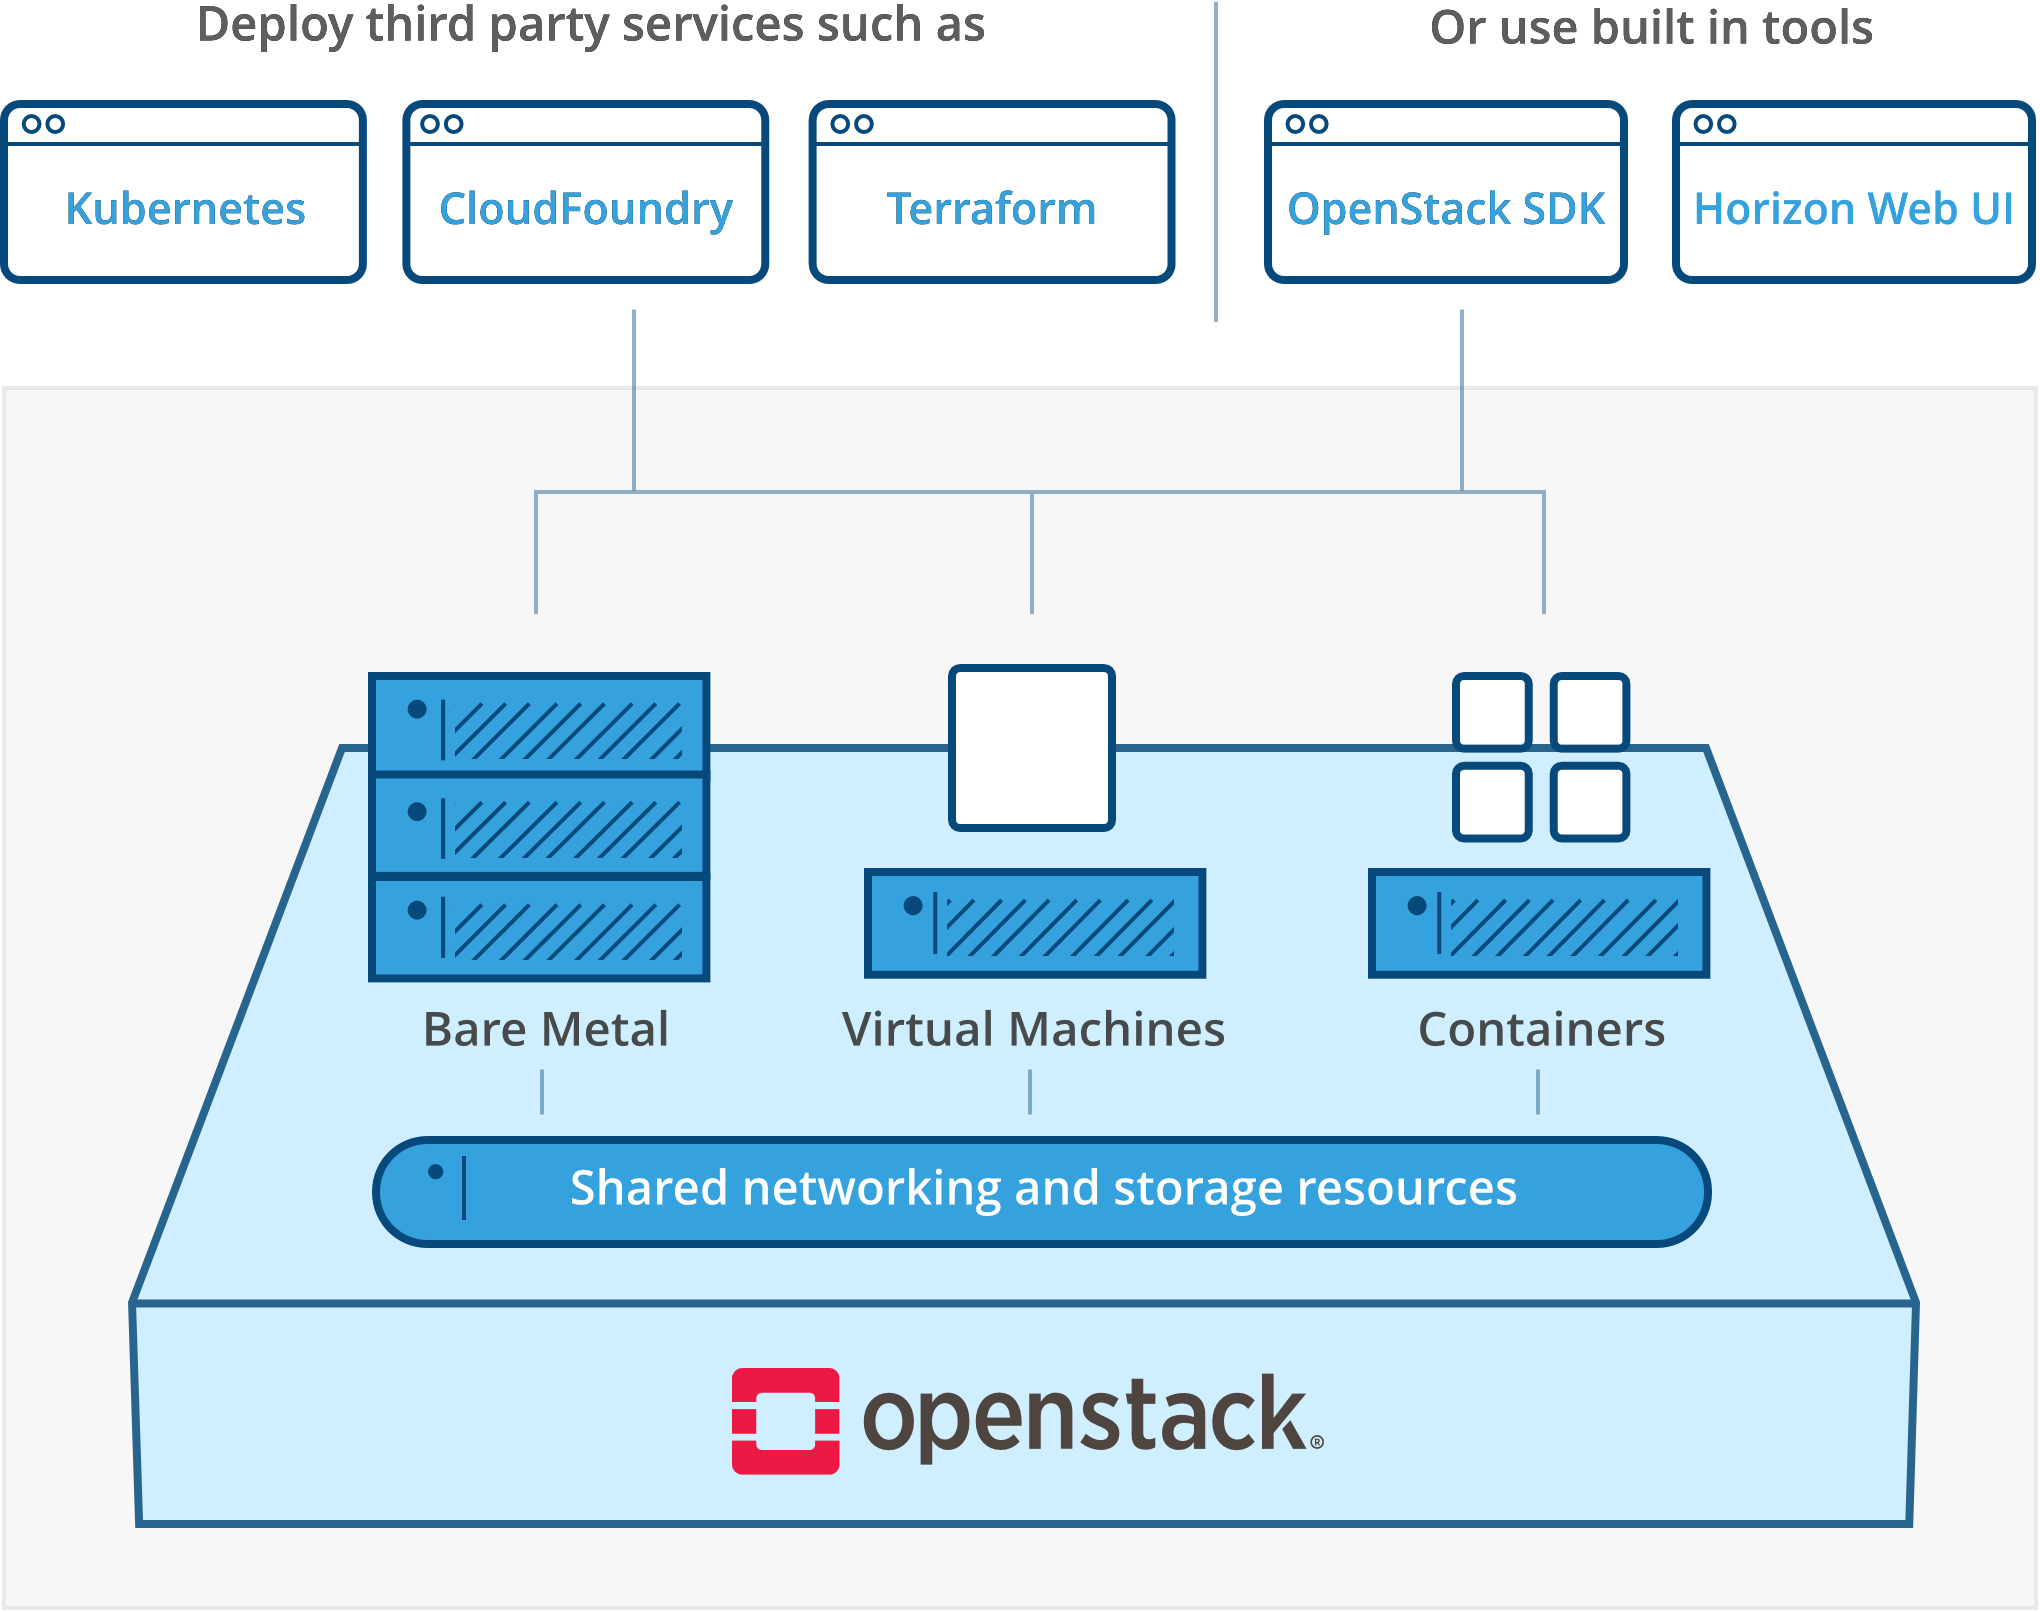 Deploy third party services such as
Or use built in tools
Kubernetes
CloudFoundry
Terraform
OpenStack SDK
Horizon Web UI
Bare Metal
Virtual Machines
Containers
Shared networking and storage resources
openstack®